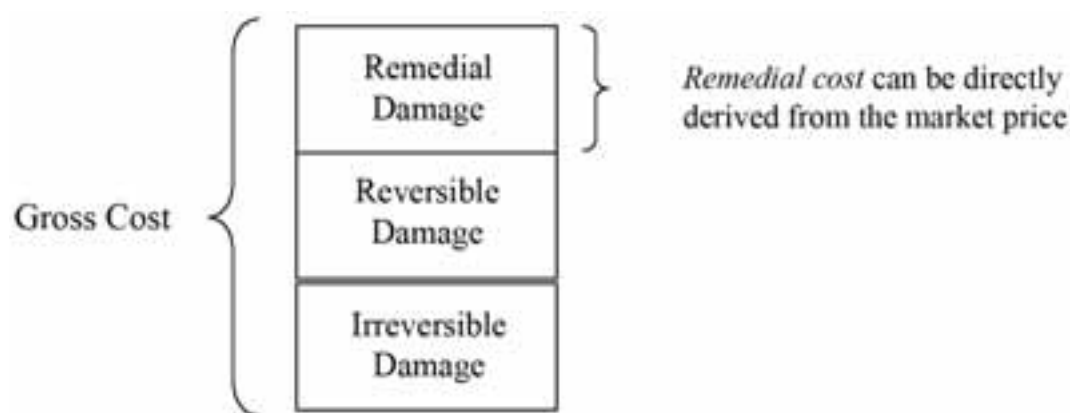 Remedial
Damage
Remedial cost can be directly
derived from the market price
Gross Cost
Reversible
Damage
Irreversible
Damage